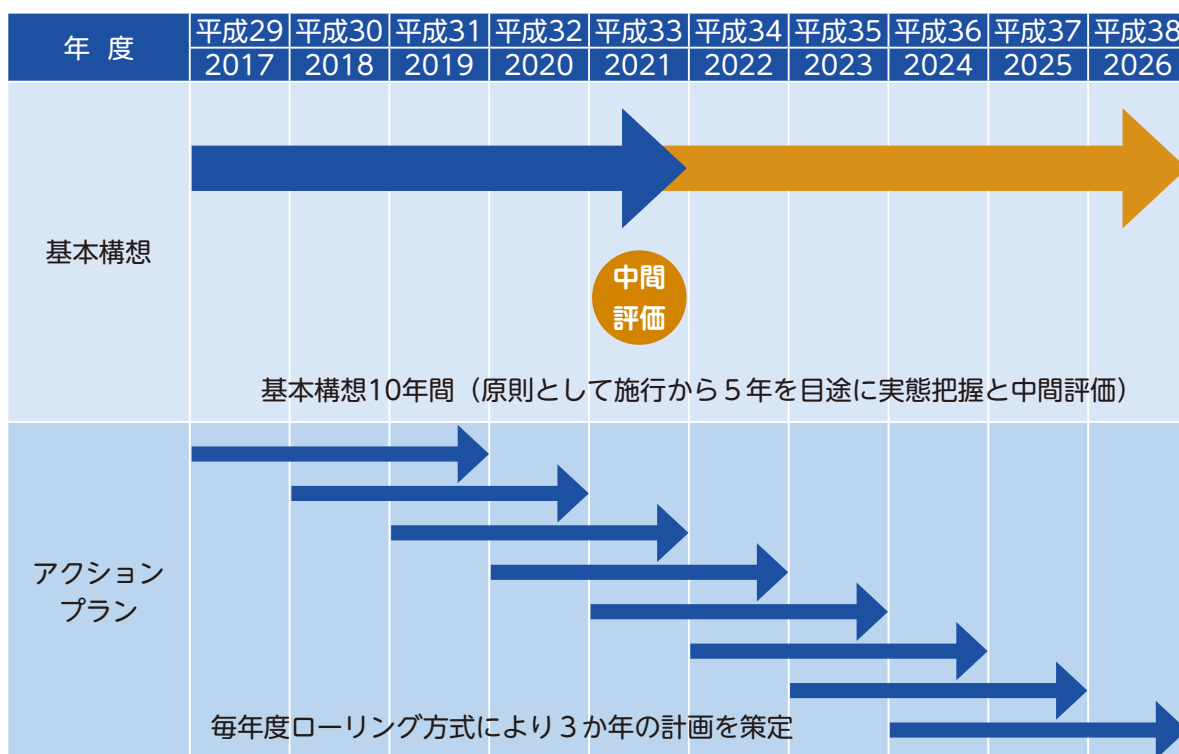 年度
平成29 平成30 平成31 平成32 平成33 平成34 平成35 平成36 平成37 平成38
2017 2018 2019 2020 2021 2022 2023 2024 2025 2026
基本構想
中間
評価
基本構想10年間（原則として施行から５年を目途に実態把握と中間評価）
アクション
プラン
毎年度ローリング方式により３か年の計画を策定